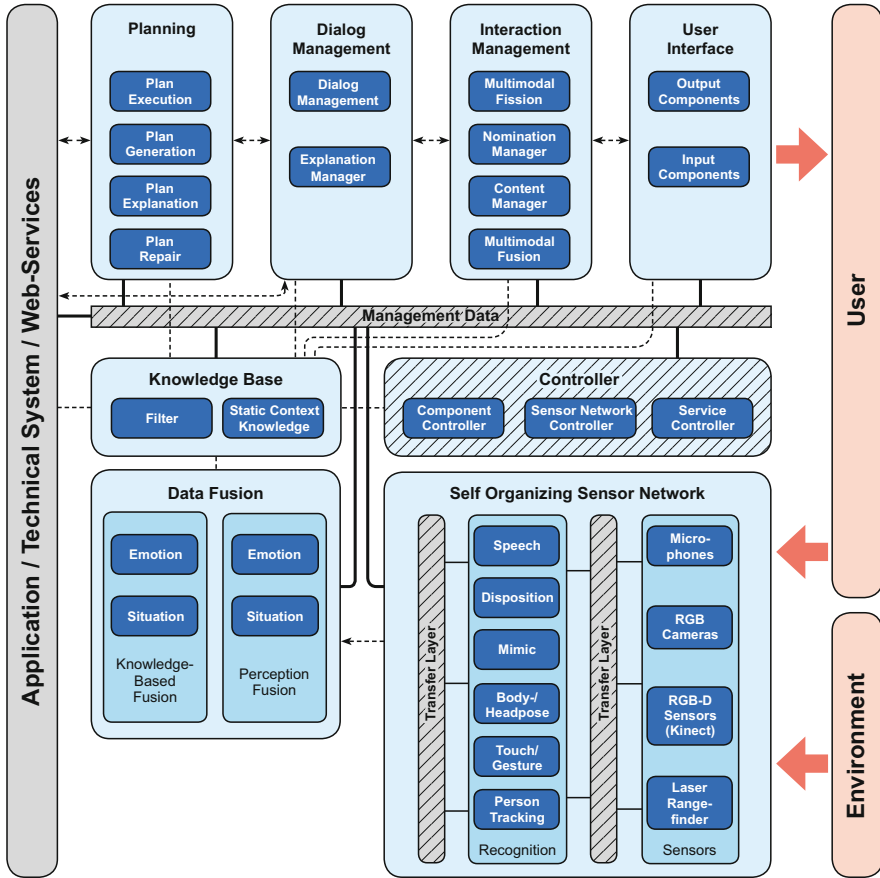 Application / Technical System / Web-Services
Planning
Plan
Execution
Plan
Generation
Plan
Explanation
Plan
Repair
Dialog
Management
Dialog
Management
Explanation
Manager
Interaction
Management
Multimodal
Fission
Nomination
Manager
Content
Manager
Multimodal
Fusion
User
Interface
Output
Components
Input
Components
User
Management Data
Knowledge Base
Filter
Static Context
Knowledge
Controller
Component
Controller
Sensor Network
Controller
Service
Controller
Data Fusion
Emotion
Situation
Knowledge-
Based Fusion
Emotion
Situation
Perception
Fusion
Self Organizing Sensor Network
Transfer Layer
Speech
Disposition
Mimic
Body-/
Headpose
Touch/
Gesture
Person
Tracking
Recognition
Transfer Layer
Micro-
phones
RGB
Cameras
RGB-D
Sensors
(Kinect)
Laser
Range-
finder
Sensors
Environment